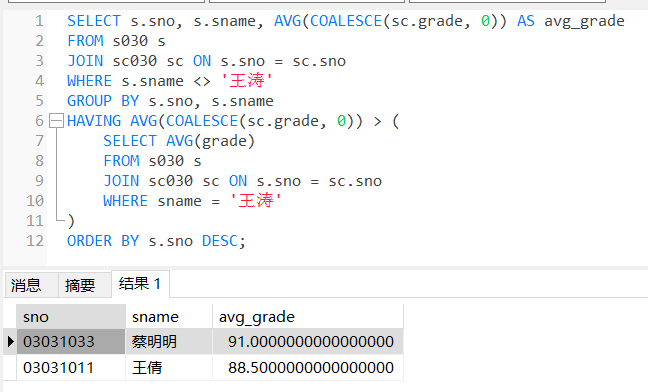 1 SELECT s.sno, s.sname, AVG(COALESCE(sc.grade, 0)) AS avg_grade
2 FROM s030 s
3 JOIN sc030 sc ON s.sno = sc.sno
4 WHERE s.sname <> '王涛'
5 GROUP BY s.sno, s.sname
6 HAVING AVG(COALESCE(sc.grade, 0)) > (
7 SELECT AVG(grade)
8 FROM s030 s
9 JOIN sc030 sc ON s.sno = sc.sno
10 WHERE sname = '王涛'
11 )
12 ORDER BY s.sno DESC;
消息 摘要 结果 1
sno sname avg_grade
03031033 蔡明明 91.0000000000000000
03031011 王倩 88.5000000000000000